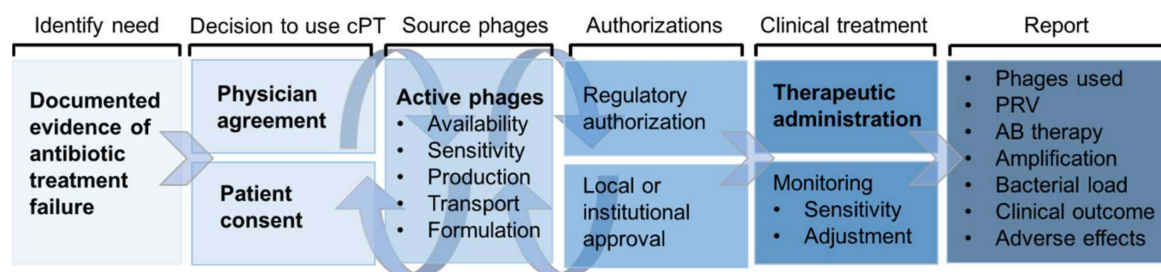 Identify need
Decision to use cPT
Source phages
Authorizations
Clinical treatment
Report
Documented
evidence of
antibiotic
treatment
failure
Physician
agreement
Patient
consent
Active phages
• Availability
• Sensitivity
• Production
• Transport
• Formulation
Regulatory
authorization
Local or
institutional
approval
Therapeutic
administration
Monitoring
• Sensitivity
• Adjustment
• Phages used
• PRV
• AB therapy
• Amplification
• Bacterial load
• Clinical outcome
• Adverse effects